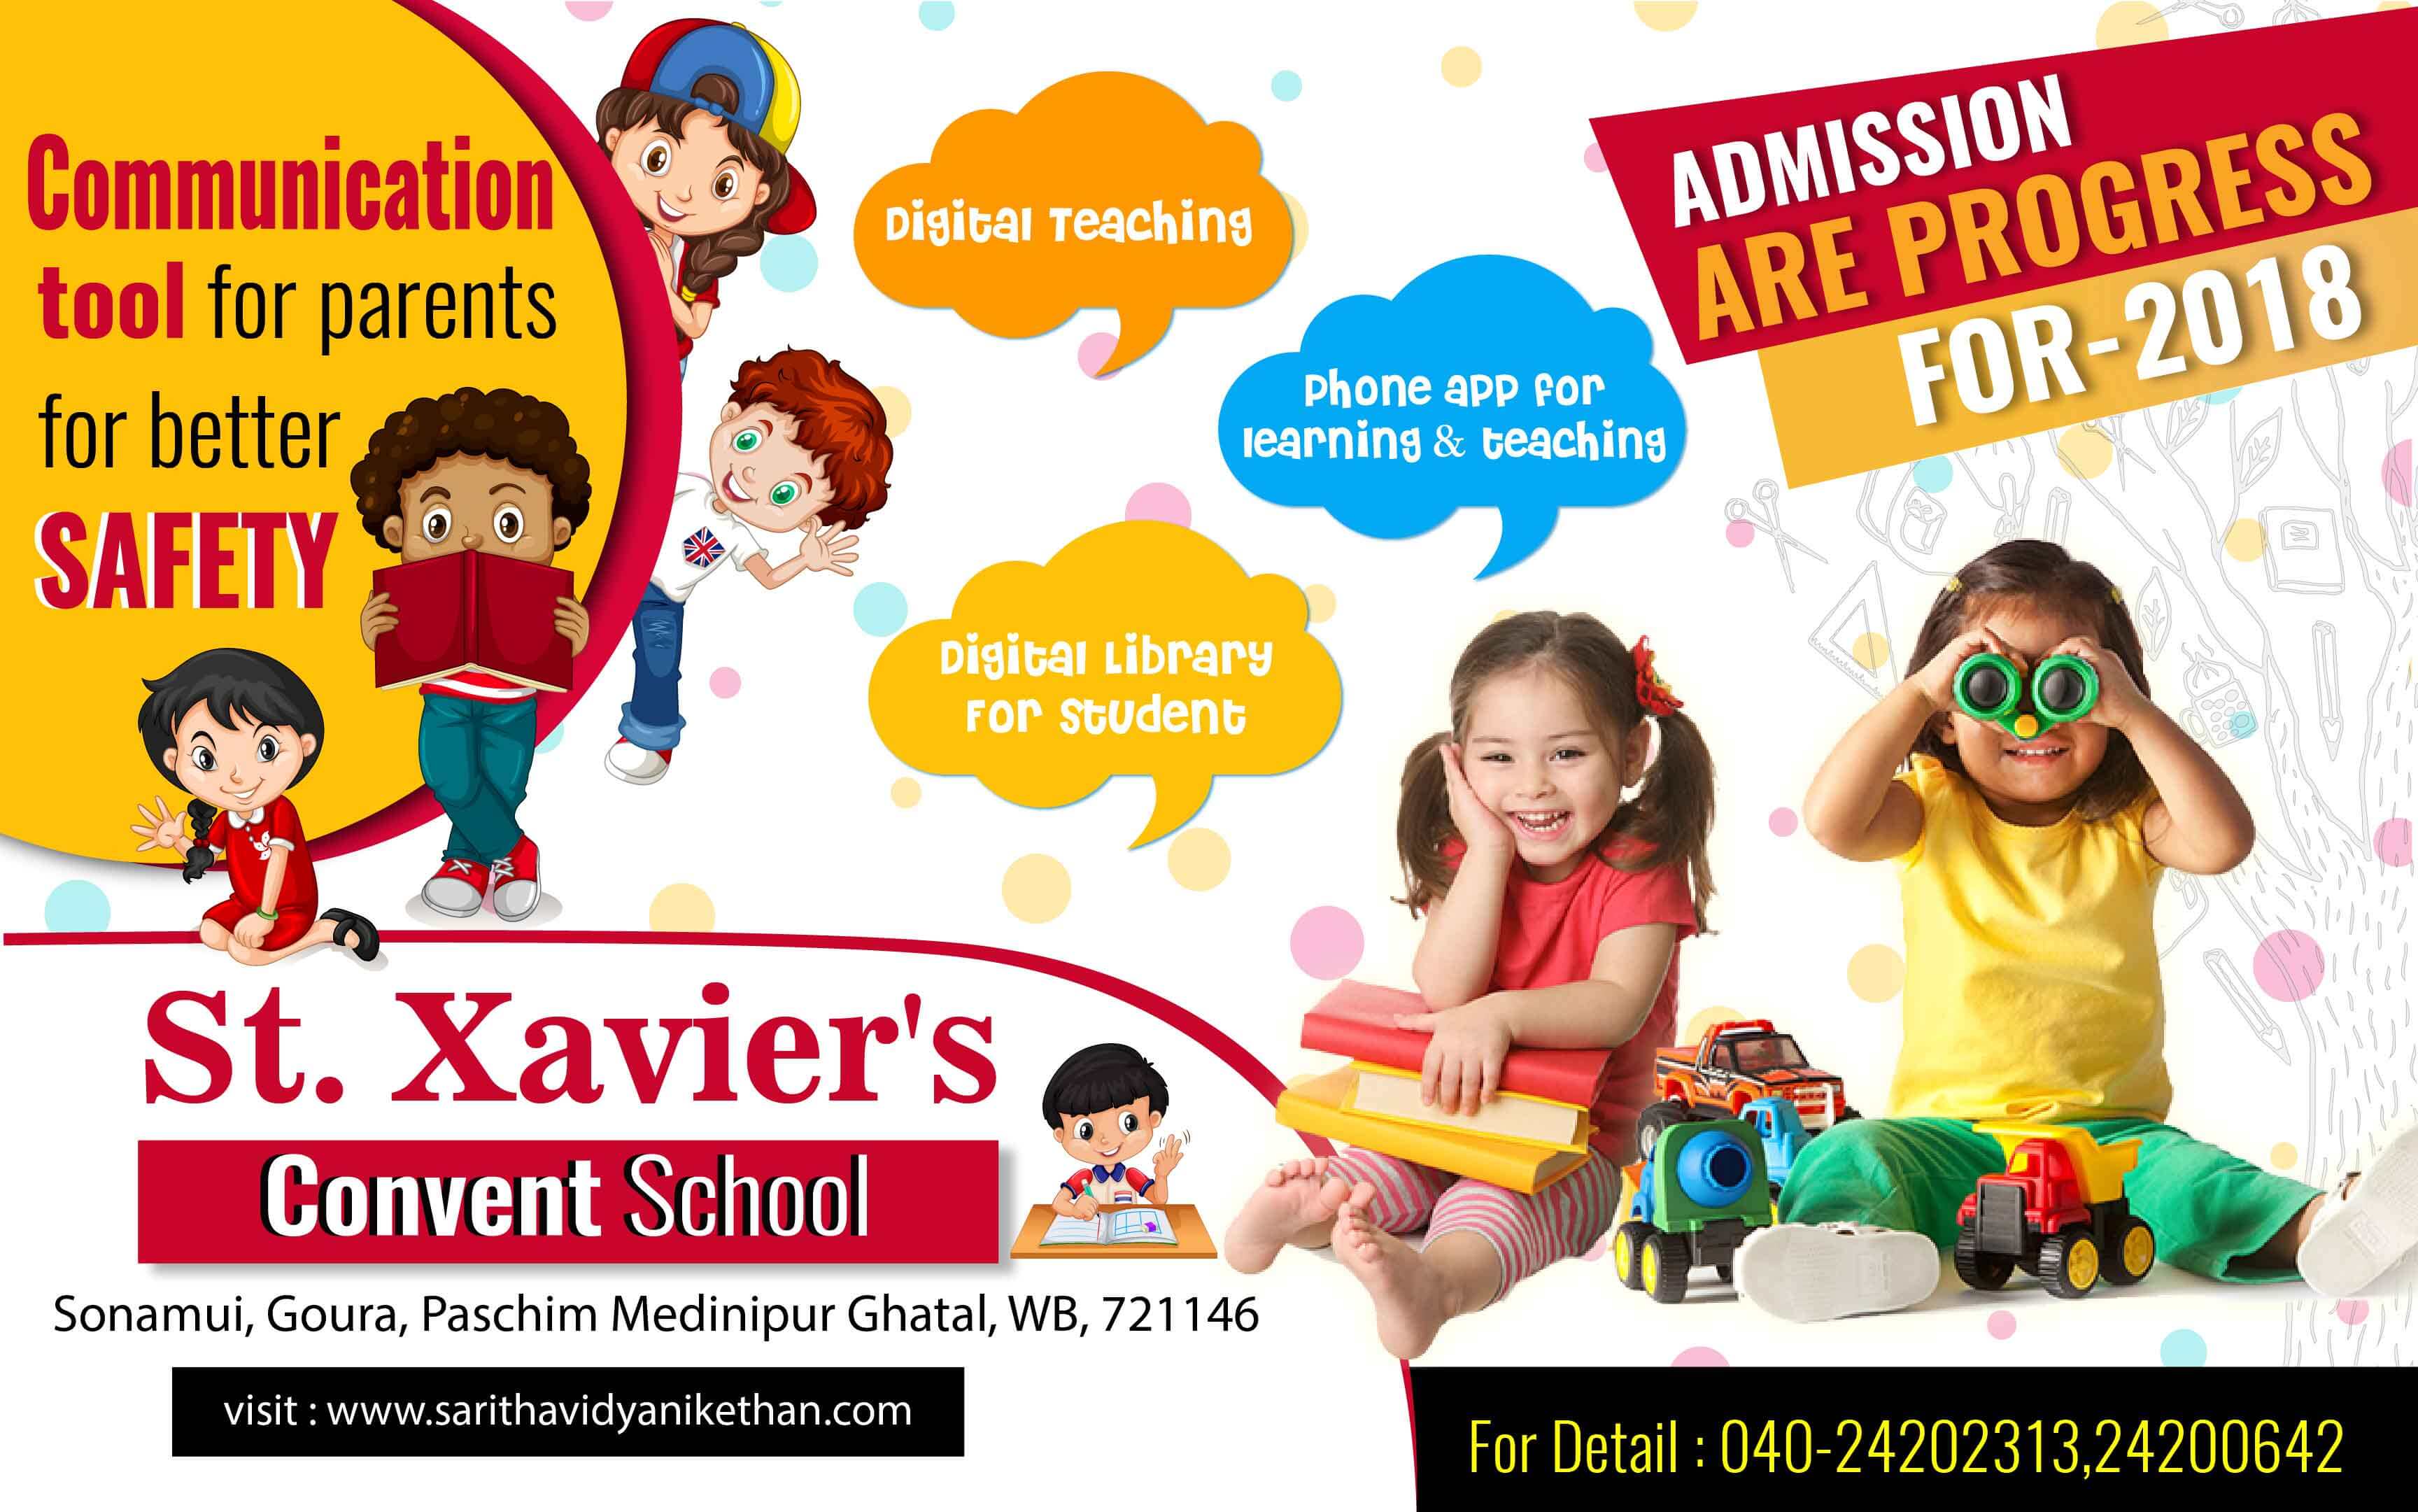 Communication
tool for parents
for better
SAFETY
Digital Teaching
Phone app for
learning & teaching
Digital Library
For Student
ADMISSION
ARE PROGRESS
FOR-2018
St. Xavier's
Convent School
Sonamui, Goura, Paschim Medinipur Ghatal, WB, 721146
visit : www.sarithavidyanikethan.com
For Detail : 040-24202313,24200642